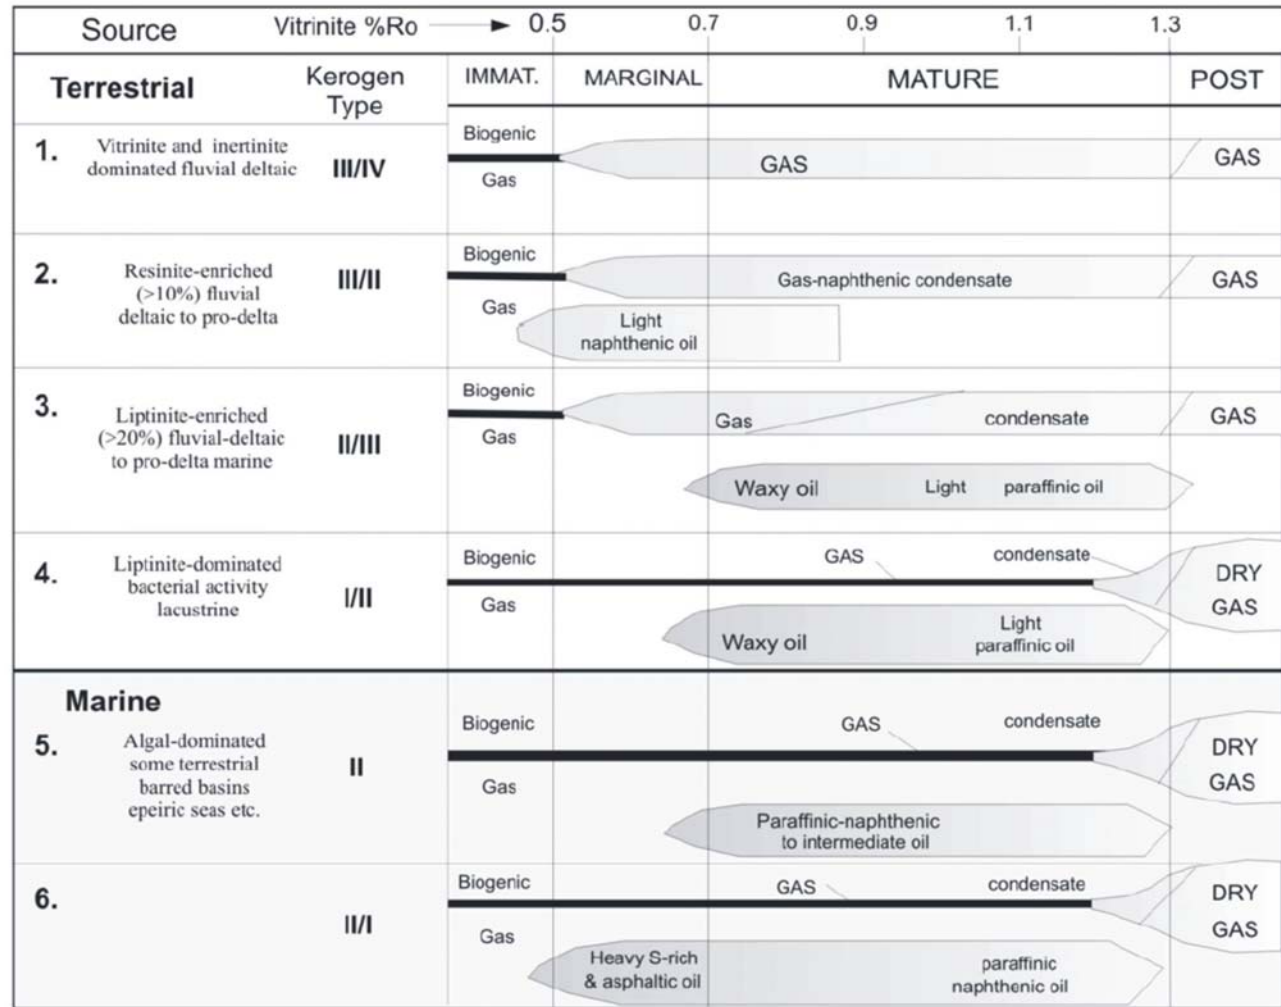 Source Vitrinite %Ro 0.5 0.7 0.9 1.1 1.3
Terrestrial Kerogen Type IMMAT. MARGINAL MATURE POST
1. Vitrinite and inertinite
dominated fluvial deltaic
III/IV
Biogenic
Gas
GAS
GAS
2. Resinite-enriched
(>10%) fluvial
deltaic to pro-delta
III/II
Biogenic
Gas
Gas-naphthenic condensate
GAS
Light
naphthenic oil
3. Liptinite-enriched
(>20%) fluvial-deltaic
to pro-delta marine
II/III
Biogenic
Gas
Gas
condensate
GAS
Waxy oil Light paraffinic oil
4. Liptinite-dominated
bacterial activity
lacustrine
I/II
Biogenic
Gas
GAS
condensate
DRY
GAS
Waxy oil
Light
paraffinic oil
Marine
5. Algal-dominated
some terrestrial
barred basins
epeiric seas etc.
II
Biogenic
Gas
GAS
condensate
DRY
GAS
Paraffinic-naphthenic
to intermediate oil
6.
II/I
Biogenic
Gas
GAS
condensate
DRY
GAS
Heavy S-rich
& asphaltic oil
paraffinic
naphthenic oil